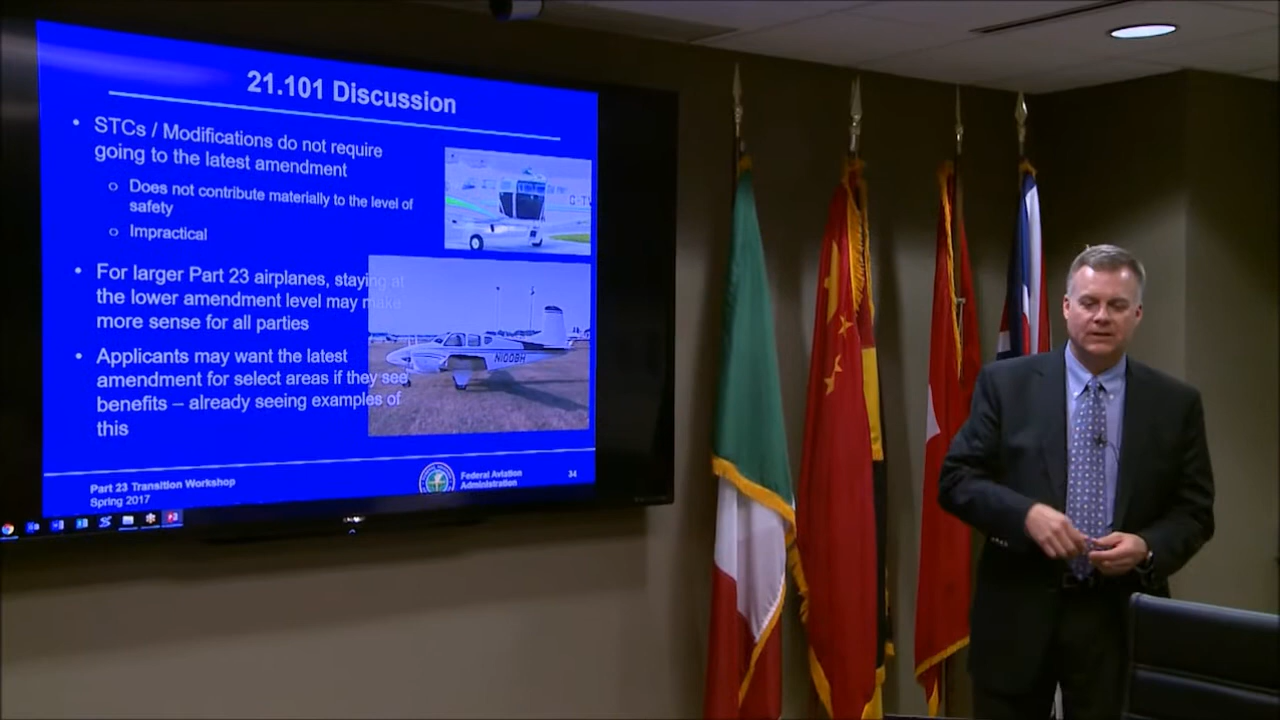 21.101 Discussion
• STCs / Modifications do not require
going to the latest amendment
o Does not contribute materially to the level of
safety
o Impractical
• For larger Part 23 airplanes, staying at
the lower amendment level may make
more sense for all parties
• Applicants may want the latest
amendment for select areas if they see
benefits – already seeing examples of
this
G-T
N100BH
Part 23 Transition Workshop
Spring 2017
Federal Aviation
Administration
34